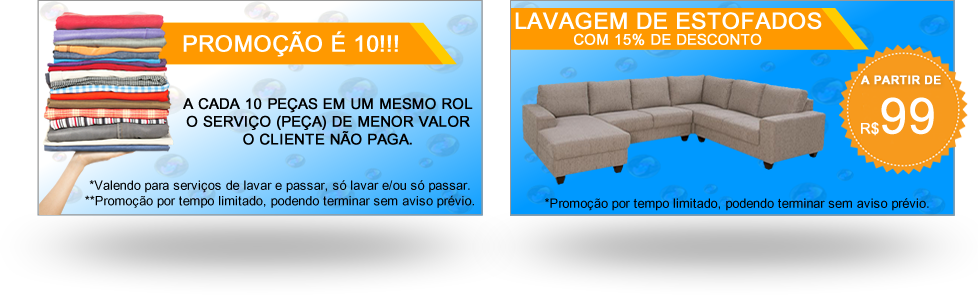 PROMOÇÃO É 10!!!
A CADA 10 PEÇAS EM UM MESMO ROL
O SERVIÇO (PEÇA) DE MENOR VALOR
O CLIENTE NÃO PAGA.
*Valendo para serviços de lavar e passar, só lavar e/ou só passar.
**Promoção por tempo limitado, podendo terminar sem aviso prévio.
LAVAGEM DE ESTOFADOS
COM 15% DE DESCONTO
A PARTIR DE
R$ 99
*Promoção por tempo limitado, podendo terminar sem aviso prévio.